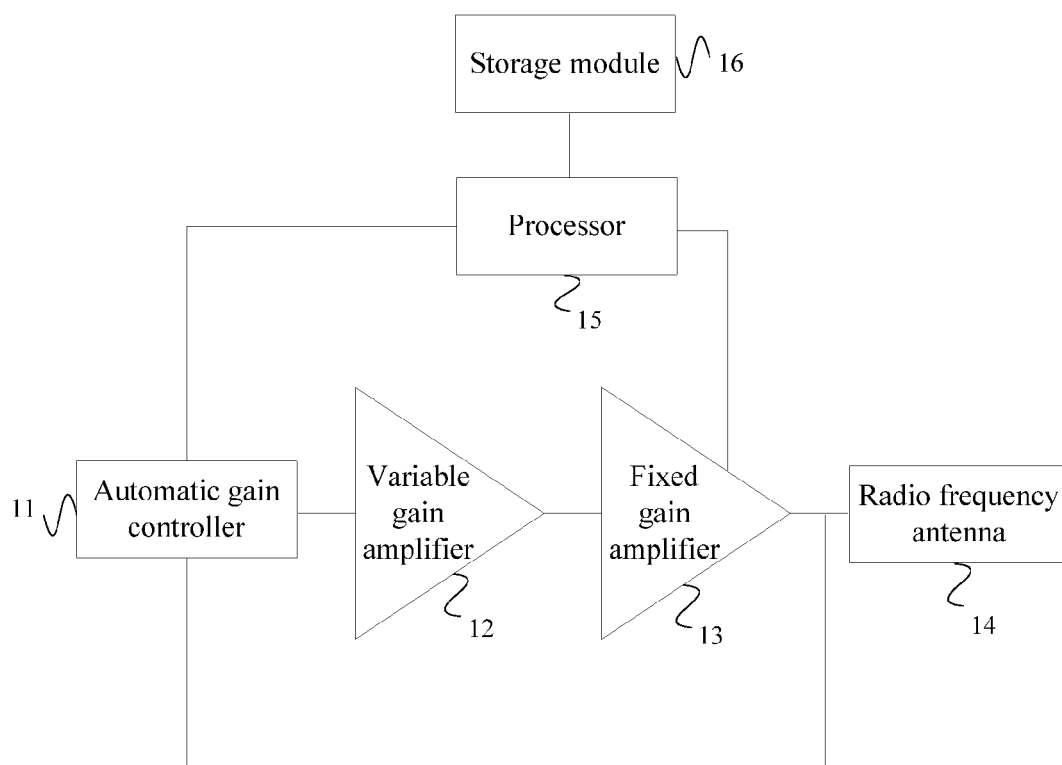 Storage module
16
Processor
15
11
Automatic gain
controller
Variable
gain
amplifier
12
Fixed
gain
amplifier
13
Radio frequency
antenna
14